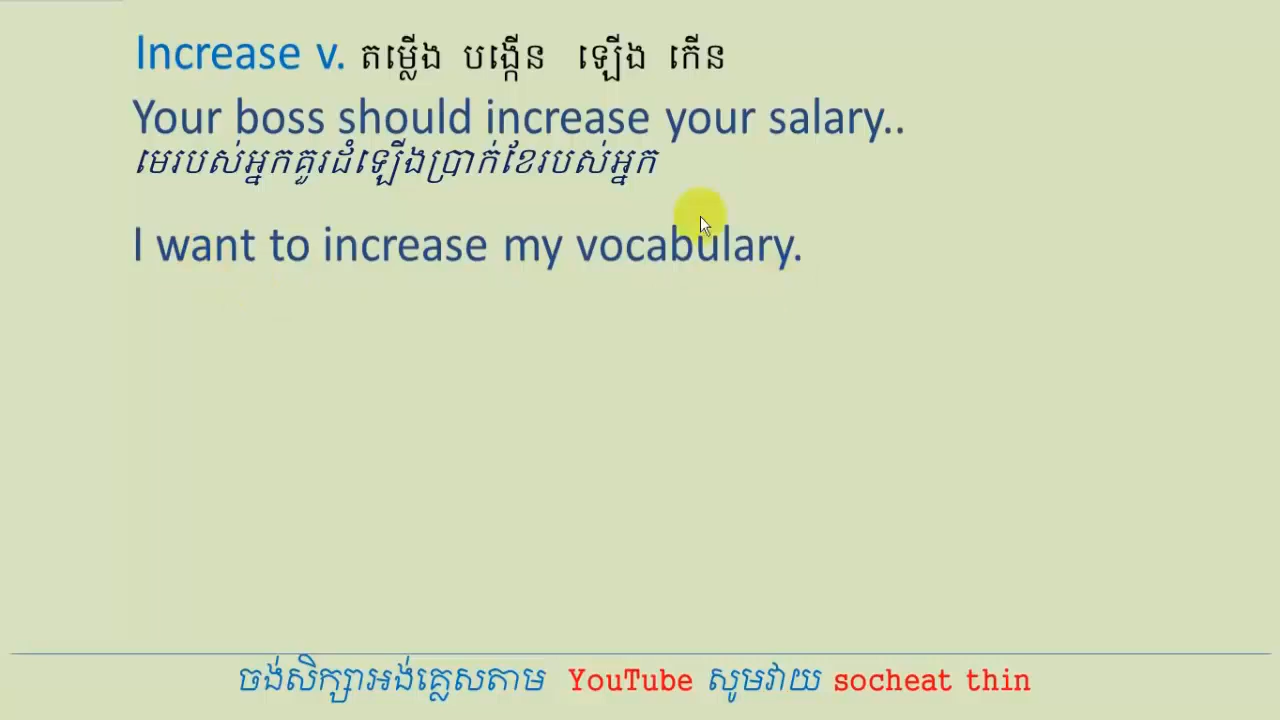 Increase v. តម្លើង បង្កើន ឡើង កើន
Your boss should increase your salary..
មេរបស់អ្នកគួរដំឡើងប្រាក់ខែរបស់អ្នក
I want to increase my vocabulary.
ចង់សិក្សាអង់គ្លេសតាម YouTube សូមវាយ socheat thin